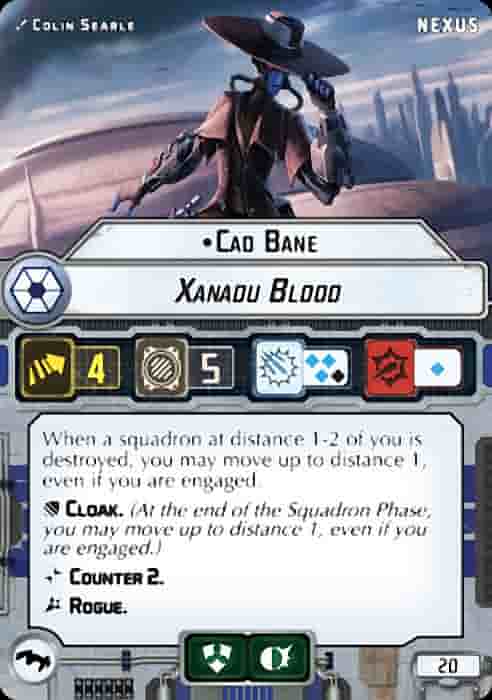 Colin Searle
NEXUS
•Cad Bane
Xanadu Blood
4
5
When a squadron at distance 1-2 of you is
destroyed, you may move up to distance 1,
even if you are engaged.
Cloak. (At the end of the Squadron Phase,
you may move up to distance 1, even if you
are engaged.)
Counter 2.
Rogue.
20